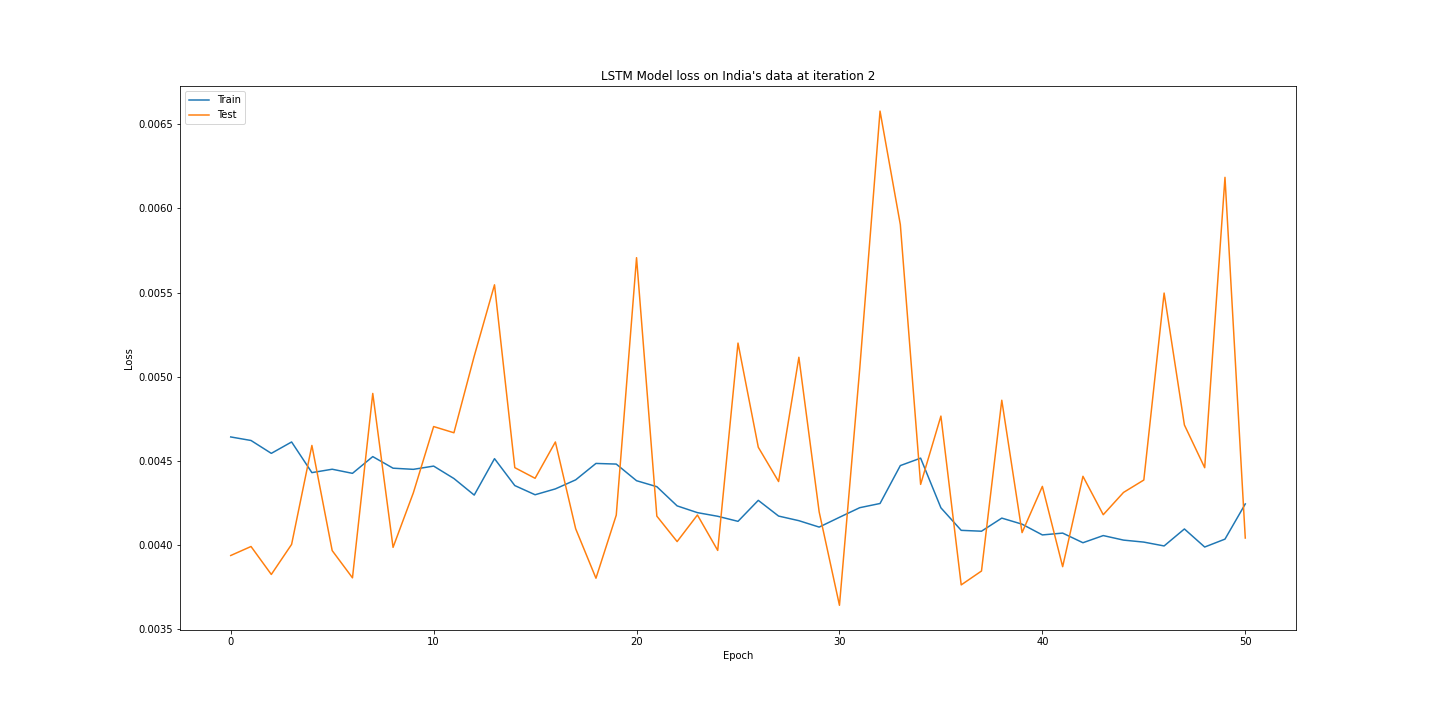 LSTM Model loss on India's data at iteration 2
Train
Test
0.0065
0.0060
0.0055
0.0050
0.0045
0.0040
0.0035
Loss
0 10 20 30 40 50
Epoch